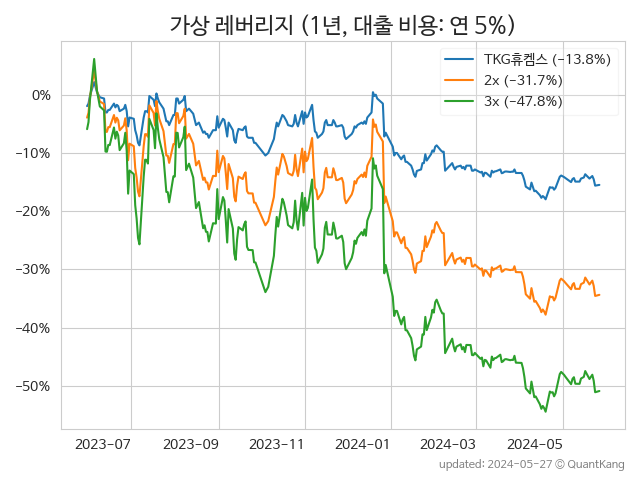 가상 레버리지 (1년, 대출 비용: 연 5%)
TKG휴켐스 (−13.8%)
2x (−31.7%)
3x (−47.8%)
0%
−10%
−20%
−30%
−40%
−50%
2023-07
2023-09
2023-11
2024-01
2024-03
2024-05
updated: 2024-05-27 © QuantKang